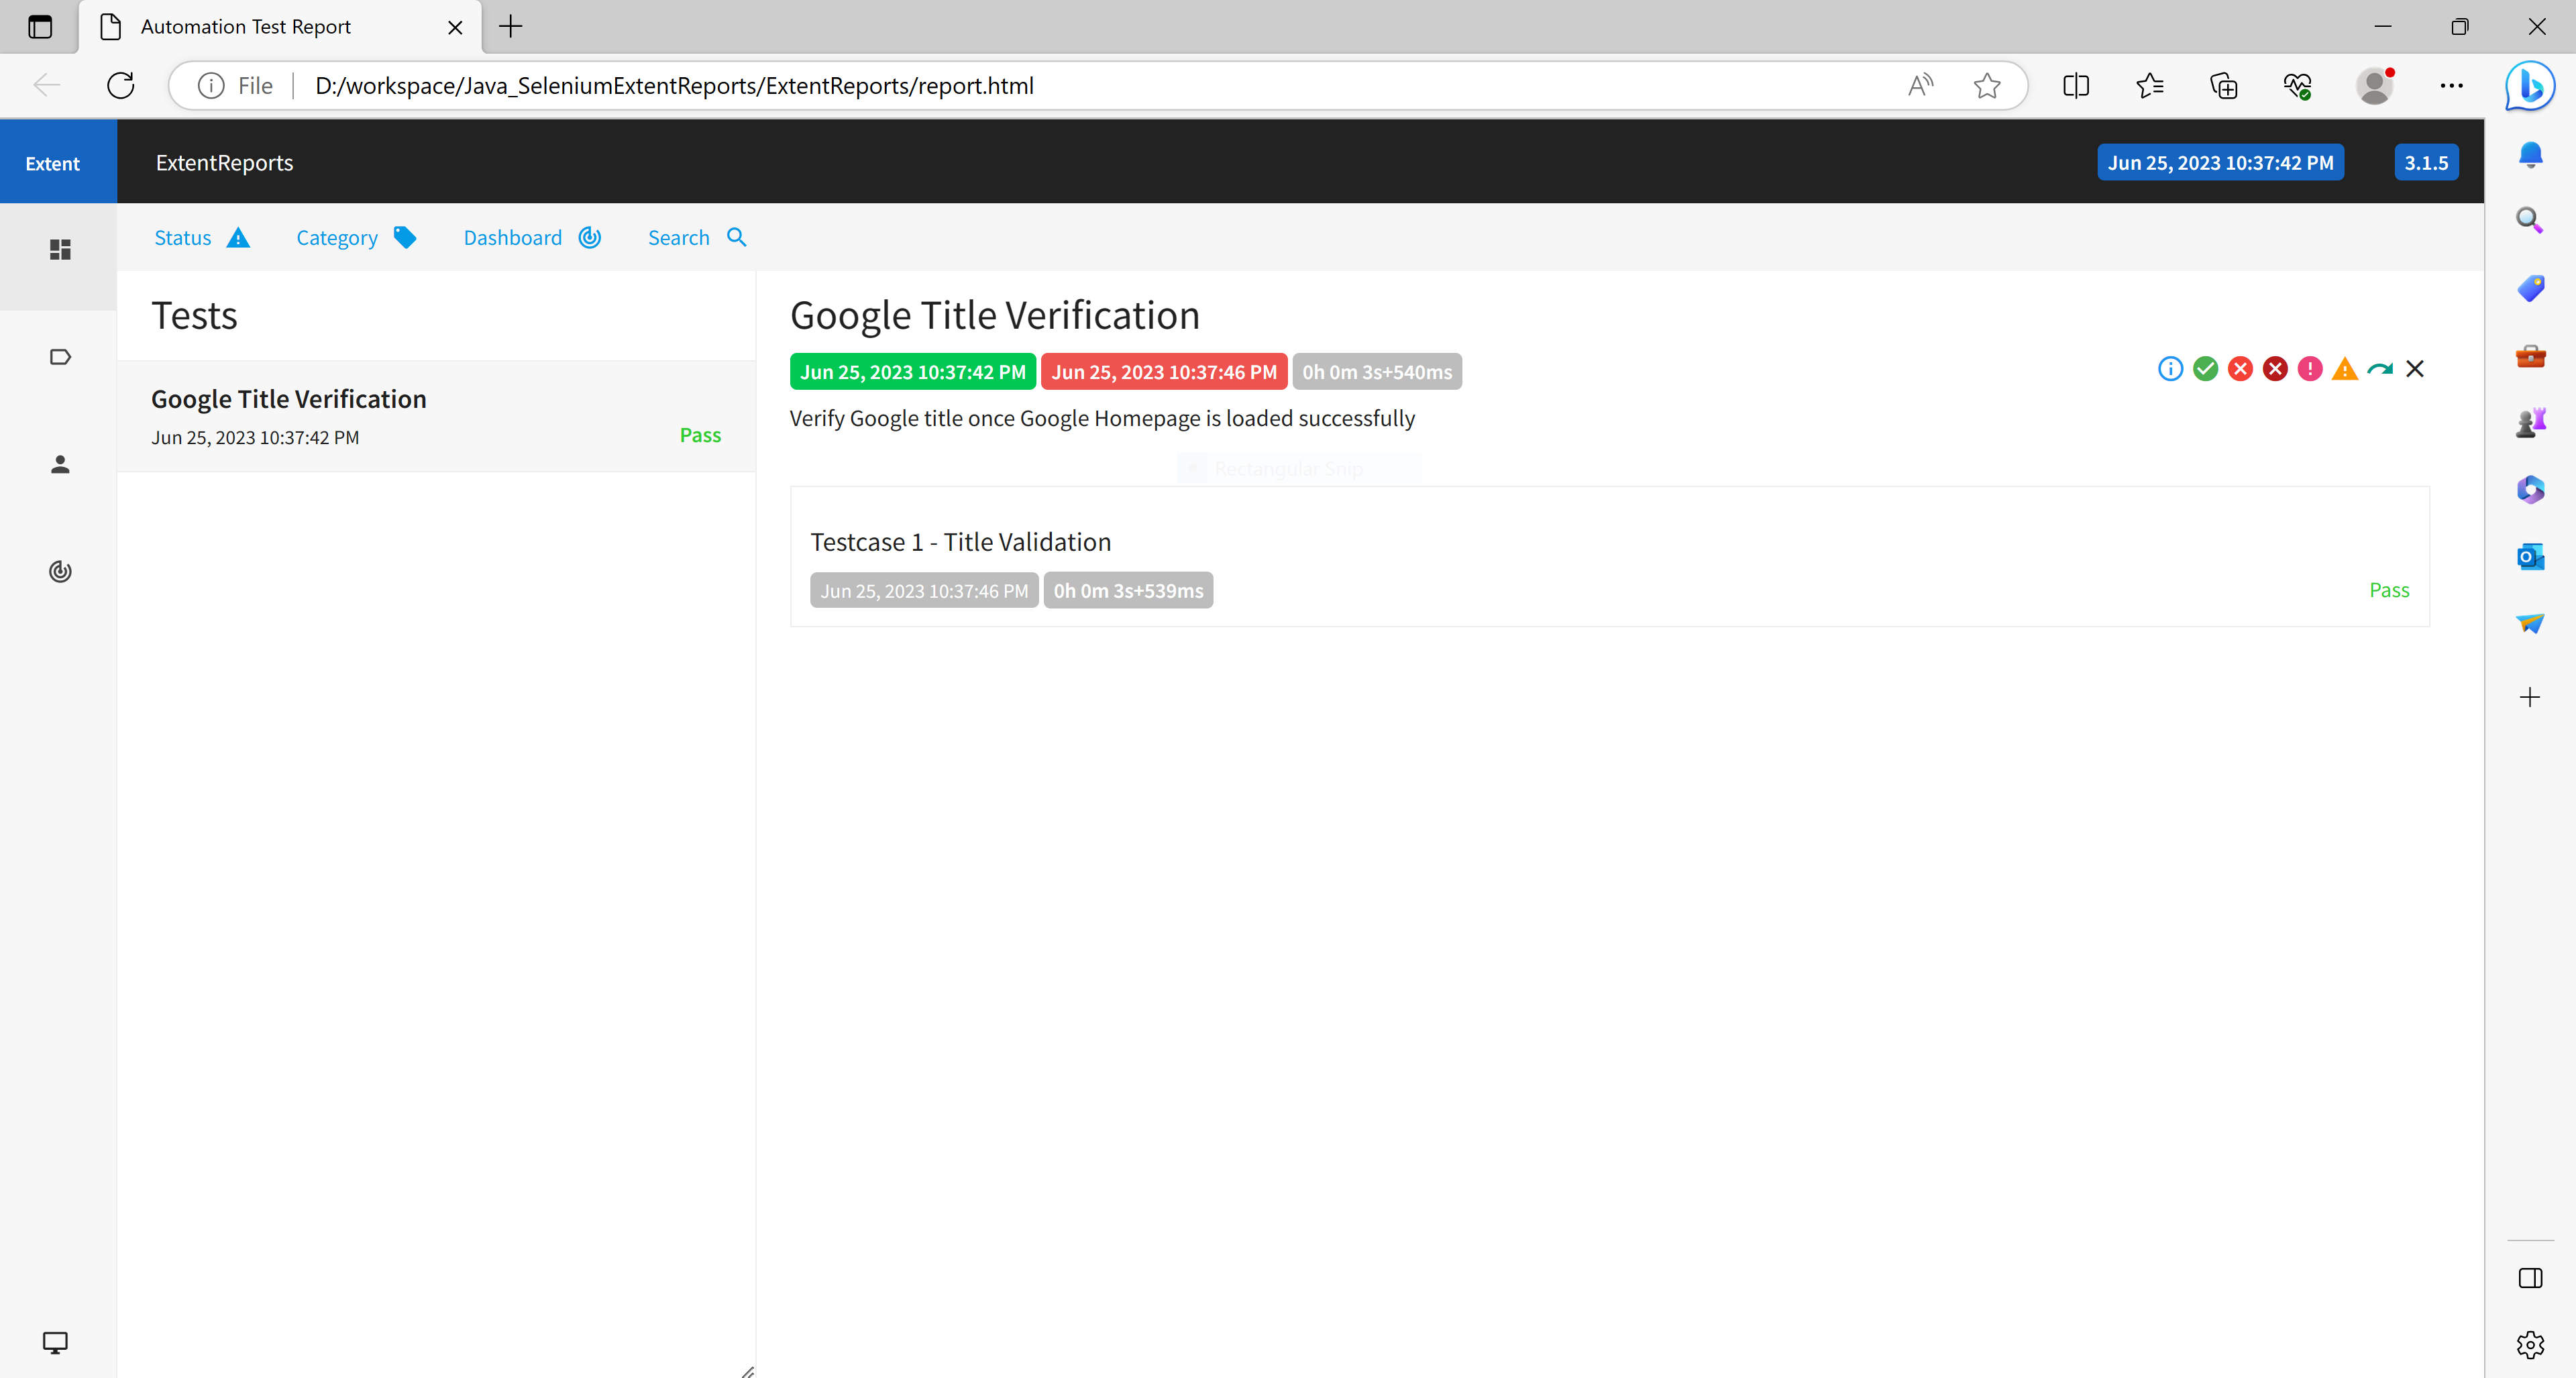 Automation Test Report
File D:/workspace/Java_SeleniumExtentReports/ExtentReports/report.html
Extent ExtentReports Jun 25, 2023 10:37:42 PM 3.1.5
Status Category Dashboard Search
Tests
Google Title Verification
Jun 25, 2023 10:37:42 PM Pass
Google Title Verification
Jun 25, 2023 10:37:42 PM Jun 25, 2023 10:37:46 PM 0h 0m 3s+540ms
Verify Google title once Google Homepage is loaded successfully
Rectangular Snip
Testcase 1 - Title Validation
Jun 25, 2023 10:37:46 PM 0h 0m 3s+539ms Pass